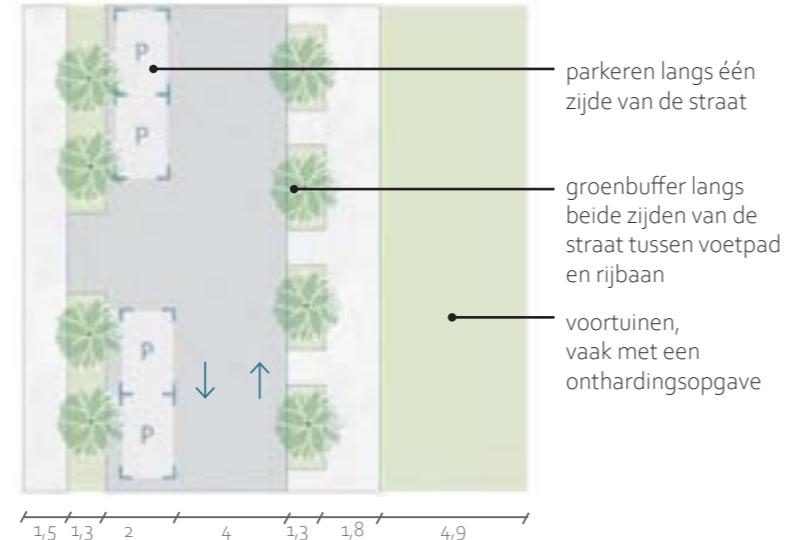 P
parkeren langs één
zijde van de straat
P
groenbuffer langs
beide zijden van de
straat tussen voetpad
en rijbaan
voortuinen,
vaak met een
onthardingsopgave
P
P
1,5 1,3 2 4 1,3 1,8 4,9